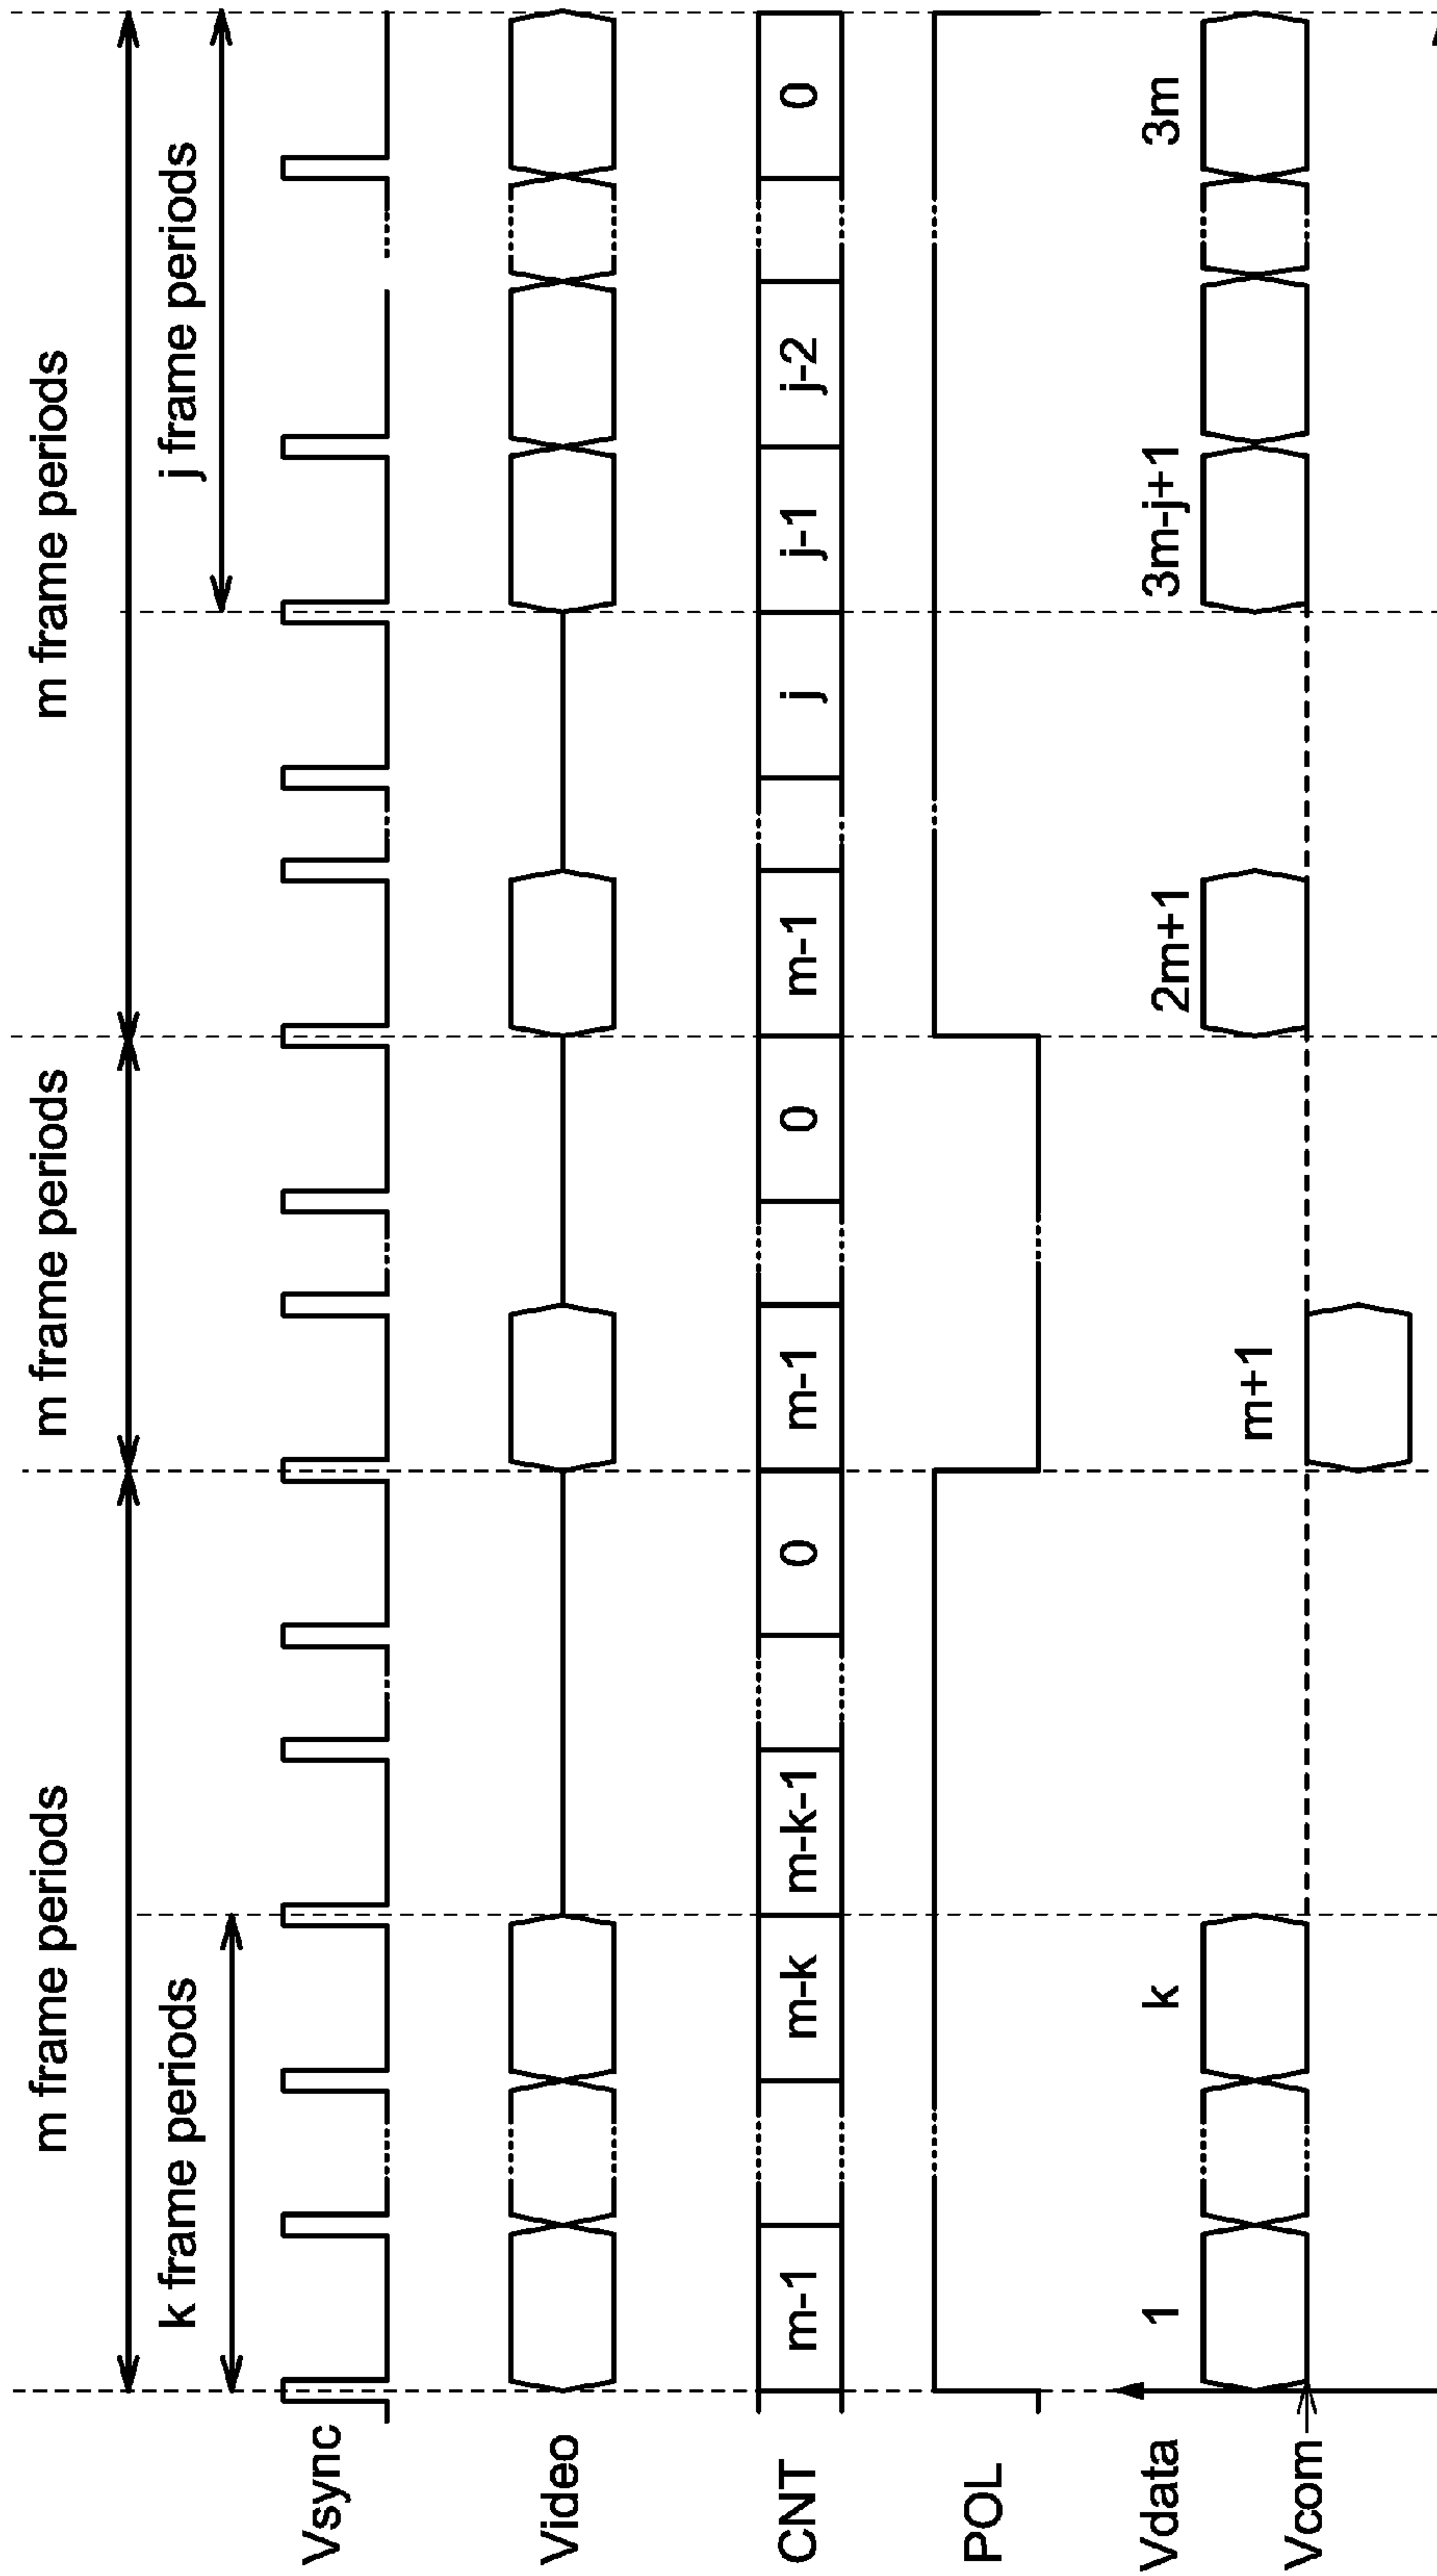 m frame periods m frame periods m frame periods
k frame periods j frame periods
Vsync
Video
CNT m-1 m-k m-k-1 0 m-1 0 m-1 j j-1 j-2 0
POL
Vdata 1 k m+1 2m+1 3m-j+1 3m
Vcom